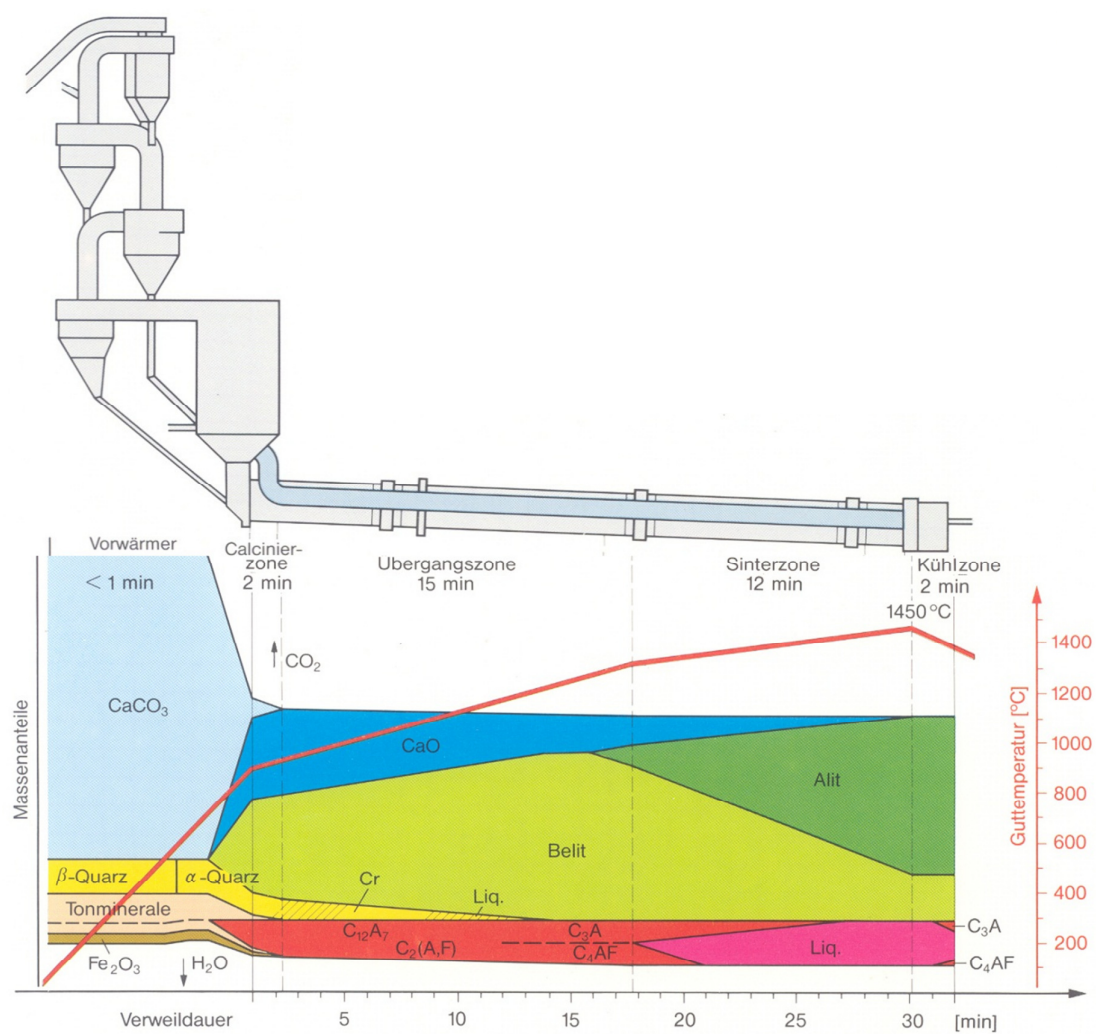 Vorwärmer
< 1 min
Calcinier-
zone
2 min
Übergangszone
15 min
Sinterzone
12 min
Kühlzone
2 min
1450 °C
CO₂
CaCO₃
CaO
Alit
Belit
β-Quarz
α-Quarz
Cr
Liq.
Tonminerale
C₁₂A₇
C₂(A,F)
C₃A
C₄AF
Liq.
C₃A
C₄AF
Fe₂O₃
H₂O
Massenanteile
Guttemperatur [°C]
1400
1200
1000
800
600
400
200
Verweildauer
5
10
15
20
25
30
[min]